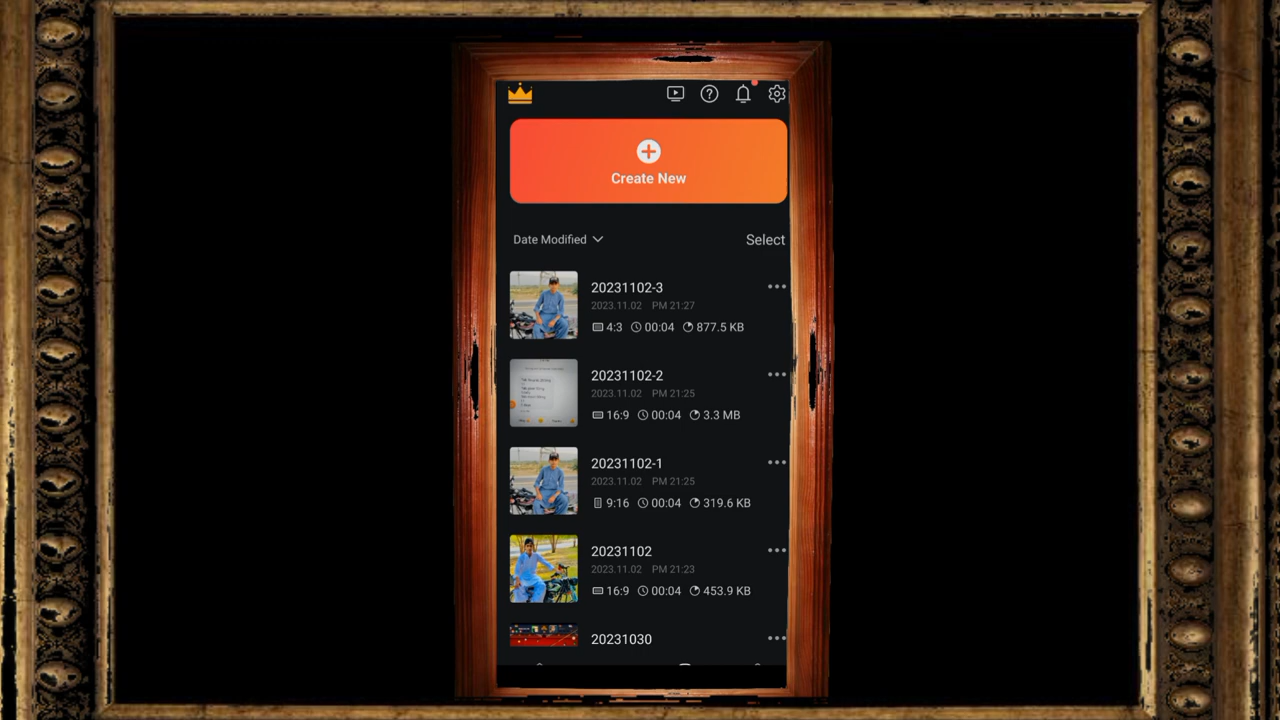 Create New
Date Modified
Select
20231102-3
2023.11.02 PM 21:27
4:3 00:04 877.5 KB
20231102-2
2023.11.02 PM 21:25
16:9 00:04 3.3 MB
20231102-1
2023.11.02 PM 21:25
9:16 00:04 319.6 KB
20231102
2023.11.02 PM 21:23
16:9 00:04 453.9 KB
20231030